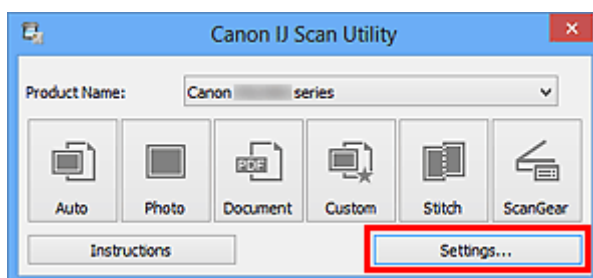 Canon IJ Scan Utility
Product Name: Canon series
PDF
Auto Photo Document Custom Stitch ScanGear
Instructions Settings...